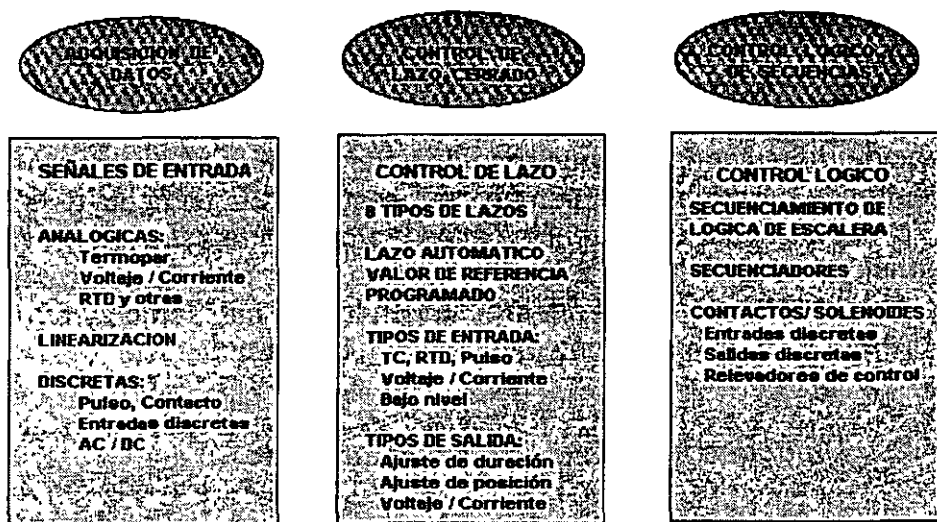 ADQUISICION DE
DATOS
CONTROL DE
LAZO CERRADO
CONTROL LOGICO
DE SECUENCIAS
SEÑALES DE ENTRADA
ANALOGICAS:
Termopar
Voltaje / Corriente
RTD y otras
LINEARIZACION
DISCRETAS:
Pulso, Contacto
Entradas discretas
AC / DC
CONTROL DE LAZO
8 TIPOS DE LAZOS
LAZO AUTOMATICO
VALOR DE REFERENCIA
PROGRAMADO
TIPOS DE ENTRADA:
TC, RTD, Pulso
Voltaje / Corriente
Bajo nivel
TIPOS DE SALIDA:
Ajuste de duración
Ajuste de posición
Voltaje / Corriente
CONTROL LOGICO
SECUENCIAMIENTO DE
LOGICA DE ESCALERA
SECUENCIADORES
CONTACTOS/ SOLENOIDES
Entradas discretas
Salidas discretas
Relevadores de control